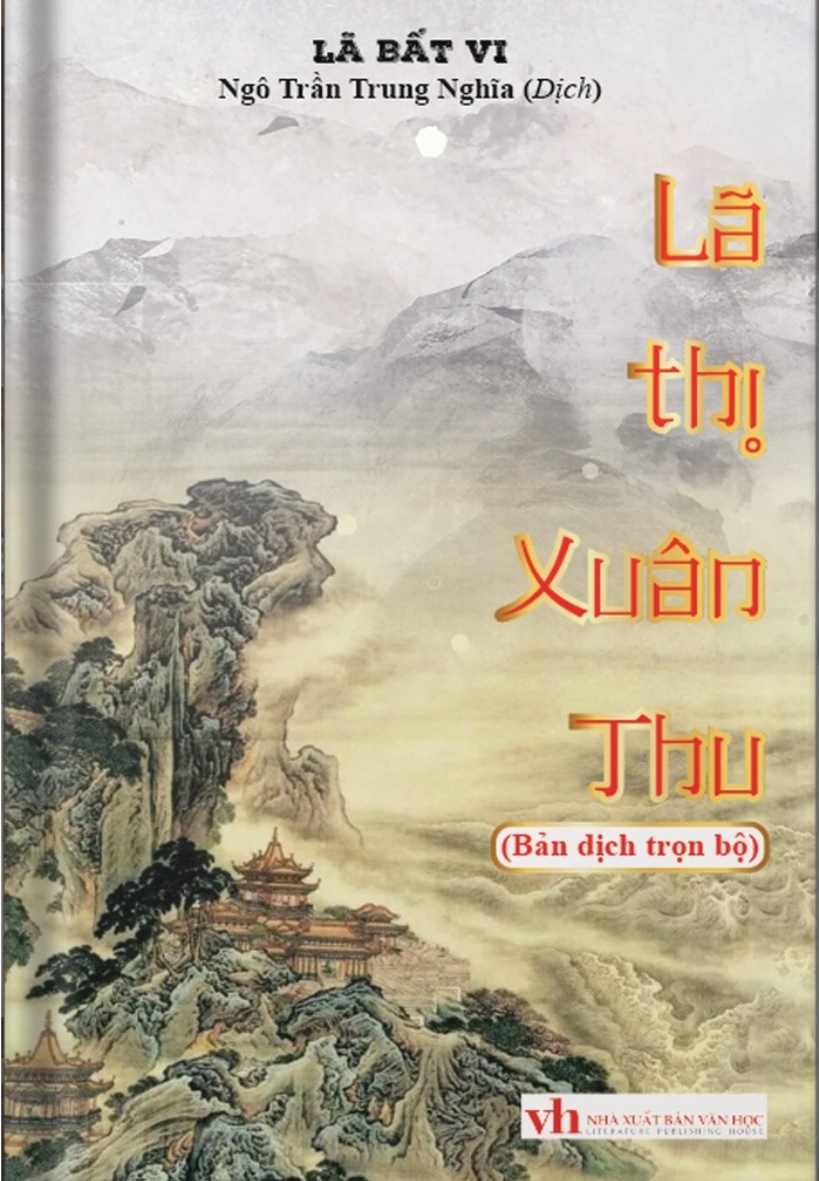 LÃ BẤT VI
Ngô Trần Trung Nghĩa (Dịch)
Lã
thị
Xuân
Thu
(Bản dịch trọn bộ)
vh NHÀ XUẤT BẢN VĂN HỌC
LITERATURE PUBLISHING HOUSE